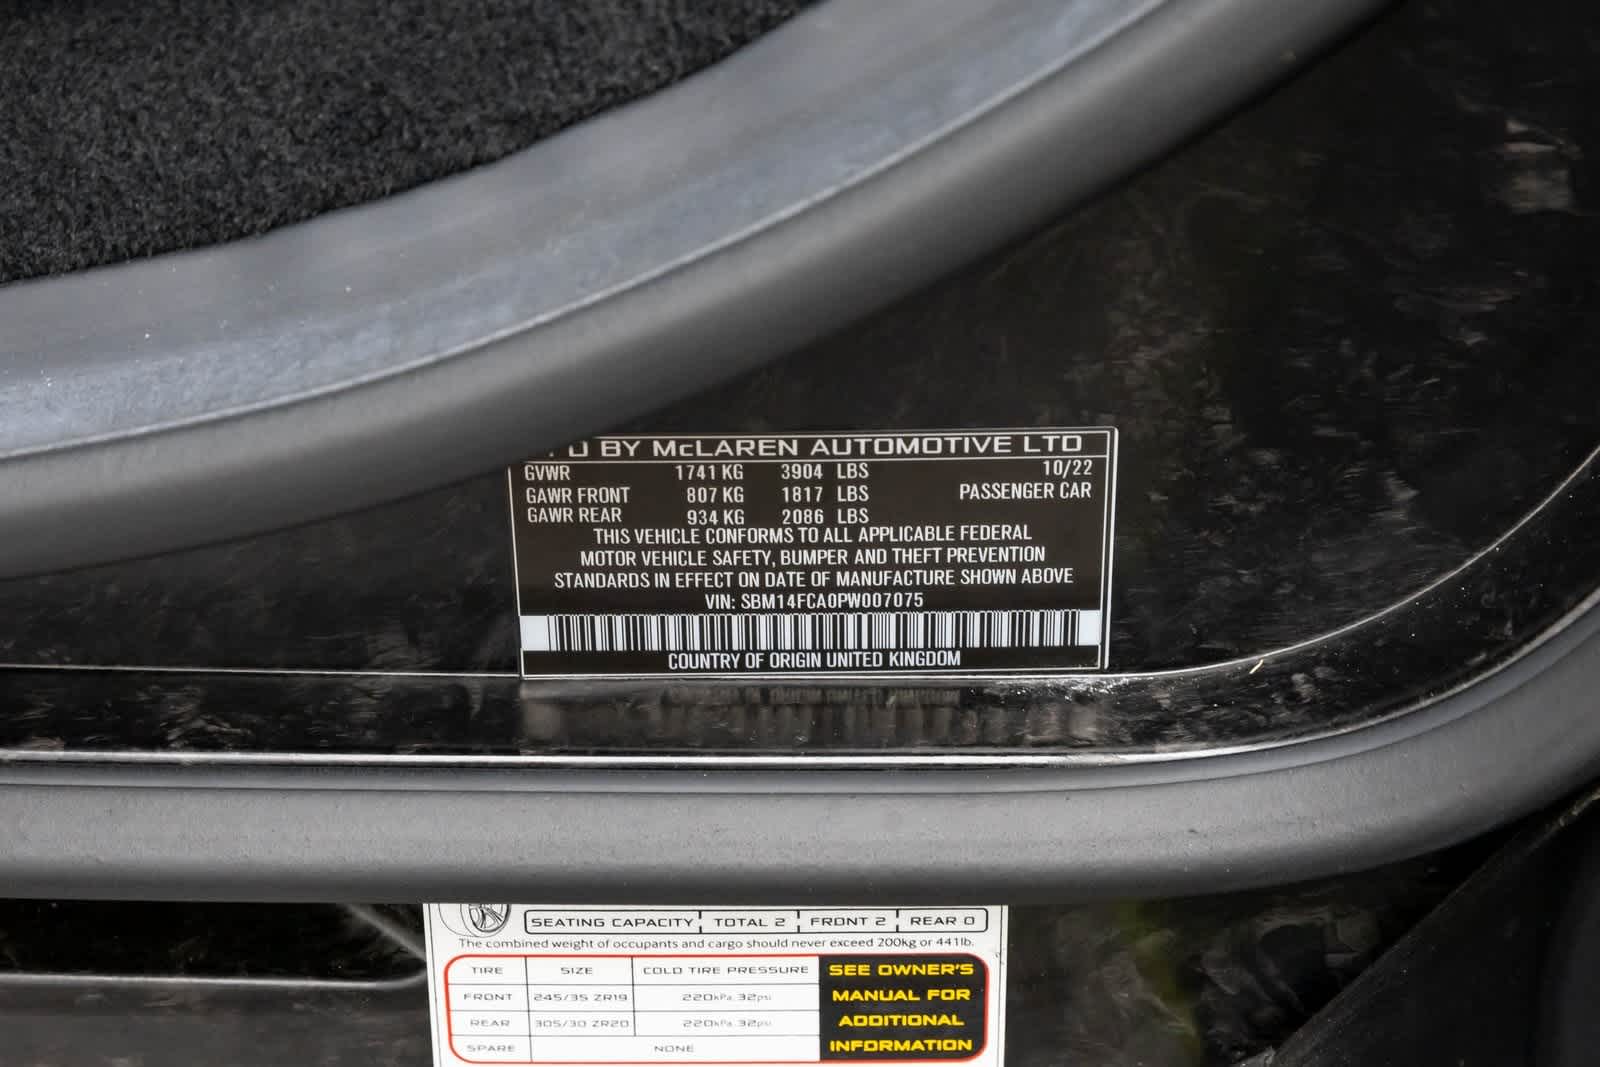 BY McLAREN AUTOMOTIVE LTD
GVWR 1741 KG 3904 LBS 10/22
GAWR FRONT 807 KG 1817 LBS PASSENGER CAR
GAWR REAR 934 KG 2086 LBS
THIS VEHICLE CONFORMS TO ALL APPLICABLE FEDERAL
MOTOR VEHICLE SAFETY, BUMPER AND THEFT PREVENTION
STANDARDS IN EFFECT ON DATE OF MANUFACTURE SHOWN ABOVE
VIN: SBM14FCA0PW007075
COUNTRY OF ORIGIN UNITED KINGDOM
SEATING CAPACITY TOTAL 2 FRONT 2 REAR 0
The combined weight of occupants and cargo should never exceed 200kg or 441lb.
TIRE SIZE COLD TIRE PRESSURE SEE OWNER'S
FRONT 245/35 ZR19 220kPa, 32psi MANUAL FOR
REAR 305/30 ZR20 220kPa, 32psi ADDITIONAL
SPARE NONE INFORMATION